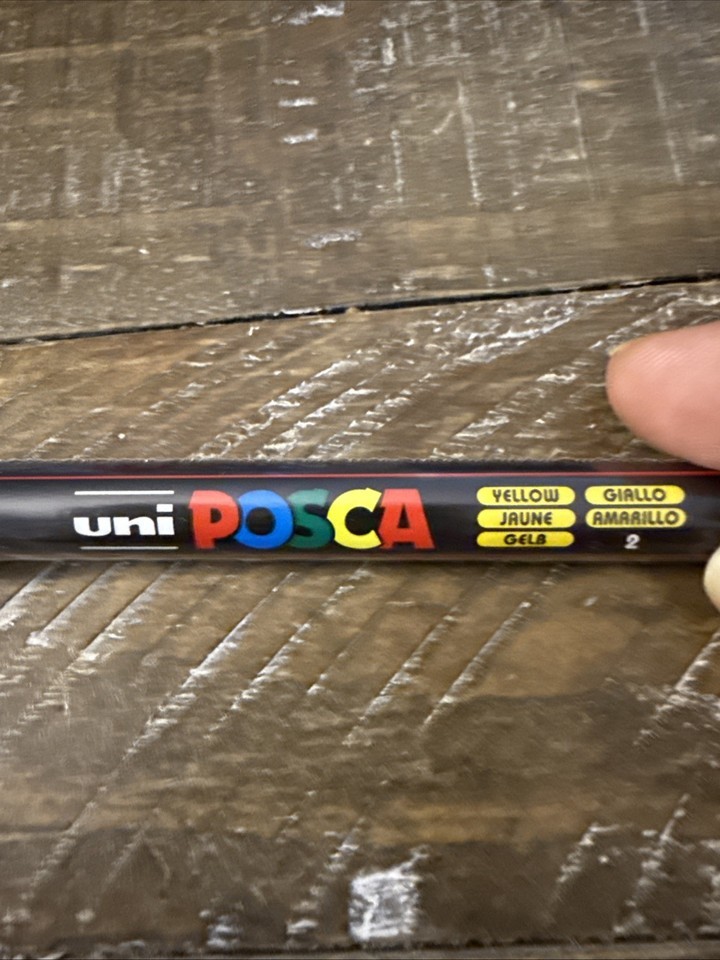 uni POSCA
YELLOW GIALLO
JAUNE AMARILLO
GELB 2